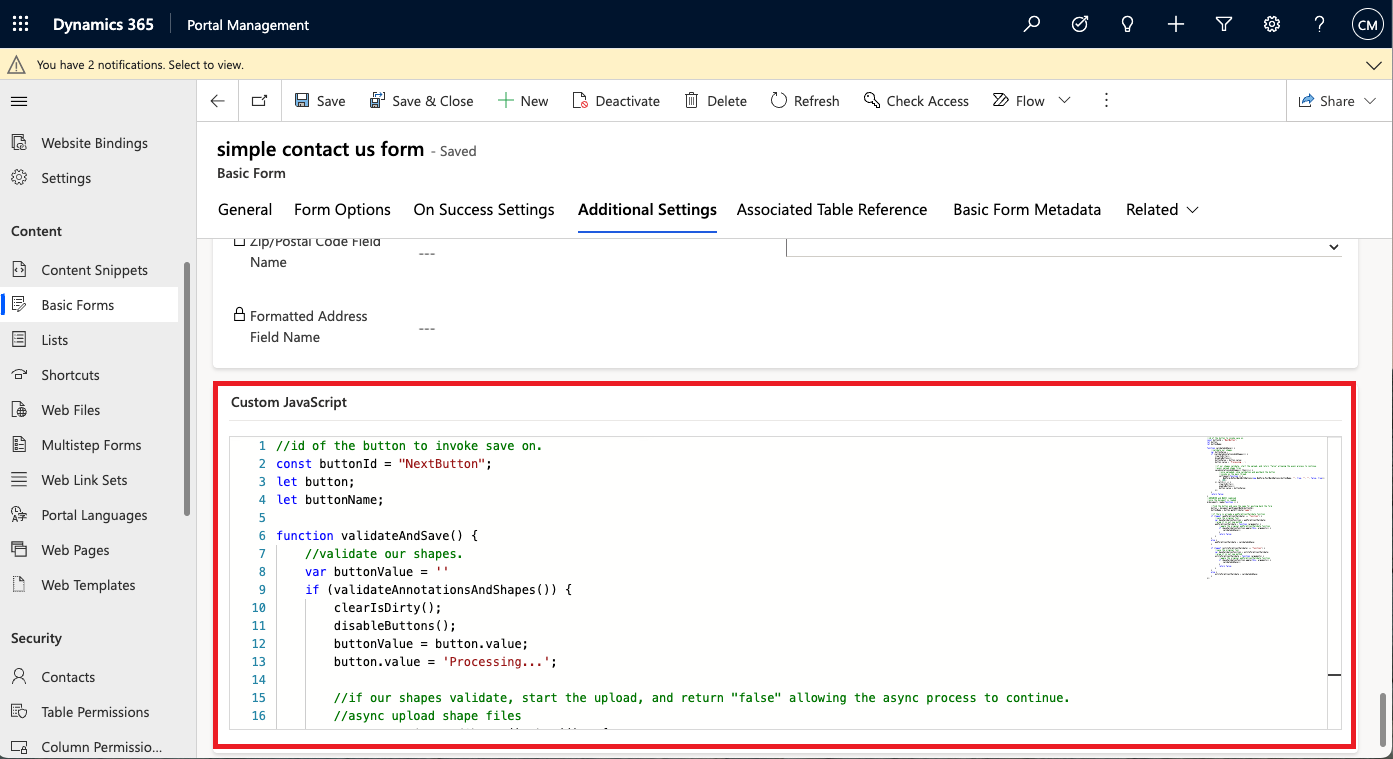 Dynamics 365
Portal Management
CM
You have 2 notifications. Select to view.
Save
Save & Close
New
Deactivate
Delete
Refresh
Check Access
Flow
Share
Website Bindings
Settings
Content
Content Snippets
Basic Forms
Lists
Shortcuts
Web Files
Multistep Forms
Web Link Sets
Portal Languages
Web Pages
Web Templates
Security
Contacts
Table Permissions
Column Permissio...
simple contact us form - Saved
Basic Form
General
Form Options
On Success Settings
Additional Settings
Associated Table Reference
Basic Form Metadata
Related
Zip/Postal Code Field
Name
---
Formatted Address
Field Name
---
Custom JavaScript
1 //id of the button to invoke save on.
2 const buttonId = "NextButton";
3 let button;
4 let buttonName;
5
6 function validateAndSave() {
7 //validate our shapes.
8 var buttonValue = ''
9 if (validateAnnotationsAndShapes()) {
10 clearIsDirty();
11 disableButtons();
12 buttonValue = button.value;
13 button.value = 'Processing...';
14
15 //if our shapes validate, start the upload, and return "false" allowing the async process to continue.
16 //async upload shape files